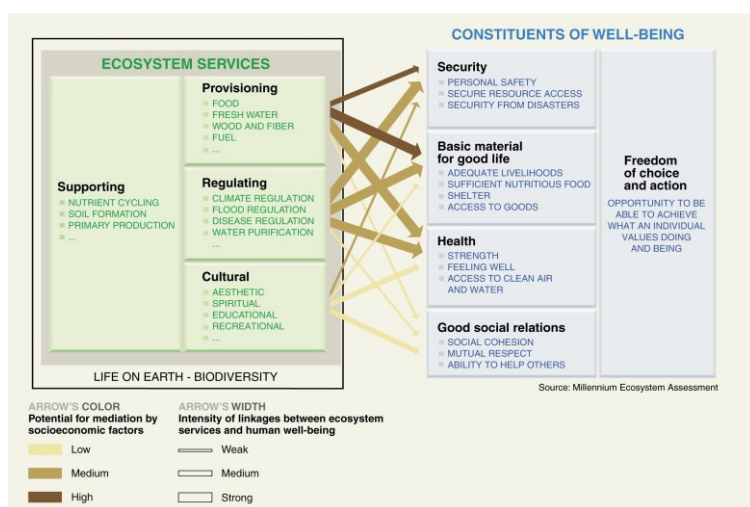 CONSTITUENTS OF WELL-BEING
ECOSYSTEM SERVICES
Supporting
NUTRIENT CYCLING
SOIL FORMATION
PRIMARY PRODUCTION
...
Provisioning
FOOD
FRESH WATER
WOOD AND FIBER
FUEL
...
Regulating
CLIMATE REGULATION
FLOOD REGULATION
DISEASE REGULATION
WATER PURIFICATION
...
Cultural
AESTHETIC
SPIRITUAL
EDUCATIONAL
RECREATIONAL
...
LIFE ON EARTH - BIODIVERSITY
Security
PERSONAL SAFETY
SECURE RESOURCE ACCESS
SECURITY FROM DISASTERS
Basic material
for good life
ADEQUATE LIVELIHOODS
SUFFICIENT NUTRITIOUS FOOD
SHELTER
ACCESS TO GOODS
Health
STRENGTH
FEELING WELL
ACCESS TO CLEAN AIR
AND WATER
Good social relations
SOCIAL COHESION
MUTUAL RESPECT
ABILITY TO HELP OTHERS
Freedom
of choice
and action
OPPORTUNITY TO BE
ABLE TO ACHIEVE
WHAT AN INDIVIDUAL
VALUES DOING
AND BEING
Source: Millennium Ecosystem Assessment
ARROW'S COLOR
Potential for mediation by
socioeconomic factors
Low
Medium
High
ARROW'S WIDTH
Intensity of linkages between ecosystem
services and human well-being
Weak
Medium
Strong